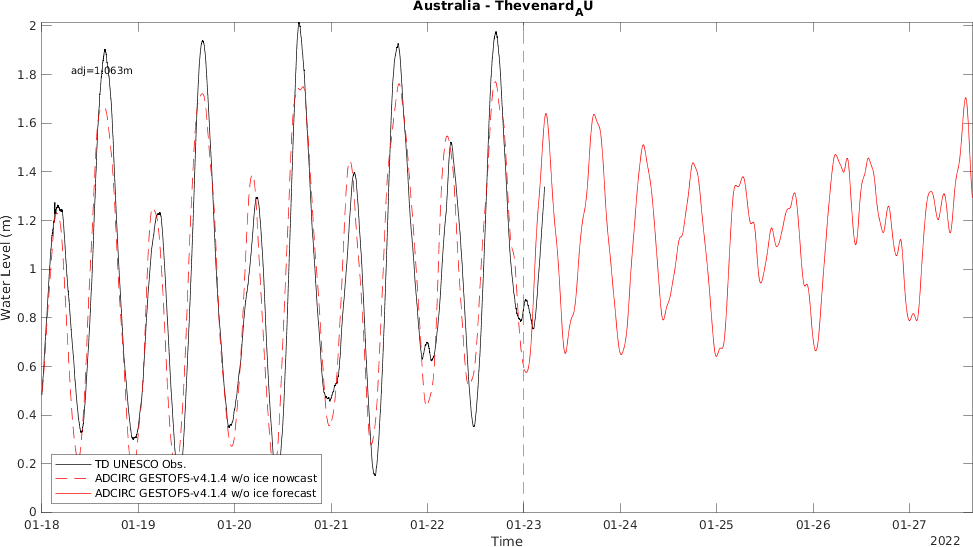 Australia - Thevenard_AU
2
1.8
1.6
1.4
1.2
1
0.8
0.6
0.4
0.2
0
adj=1.063m
Water Level (m)
TD UNESCO Obs.
ADCIRC GESTOFS-v4.1.4 w/o ice nowcast
ADCIRC GESTOFS-v4.1.4 w/o ice forecast
01-18 01-19 01-20 01-21 01-22 01-23 01-24 01-25 01-26 01-27
Time
2022